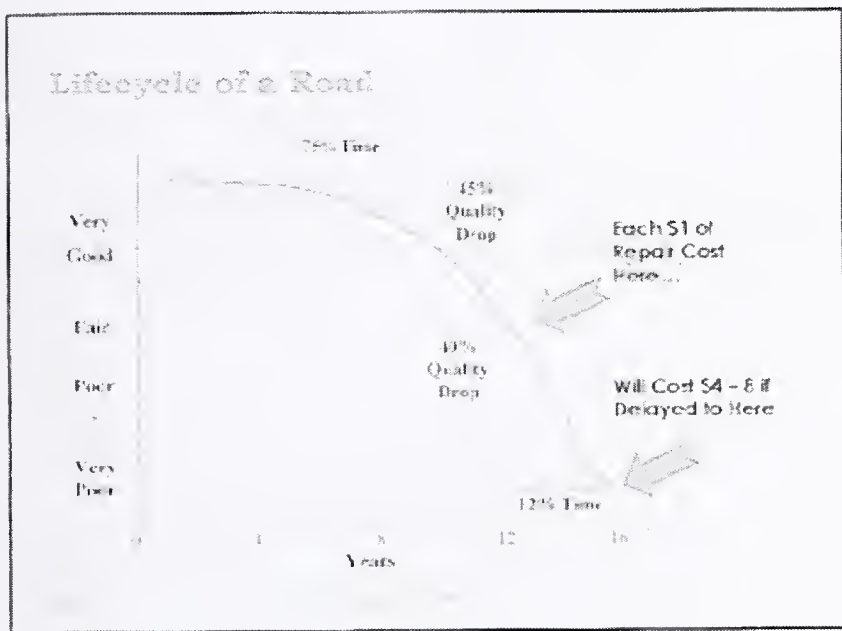 Lifecycle of a Road
75% Time
45%
Quality
Drop
Very
Good
Each $1 of
Repair Cost
Here...
Fair
Quality
Drop
Poor
Will Cost $4 – 8 if
Delayed to Here
Very
Poor
12% Time
0 4 8 12 16
Years